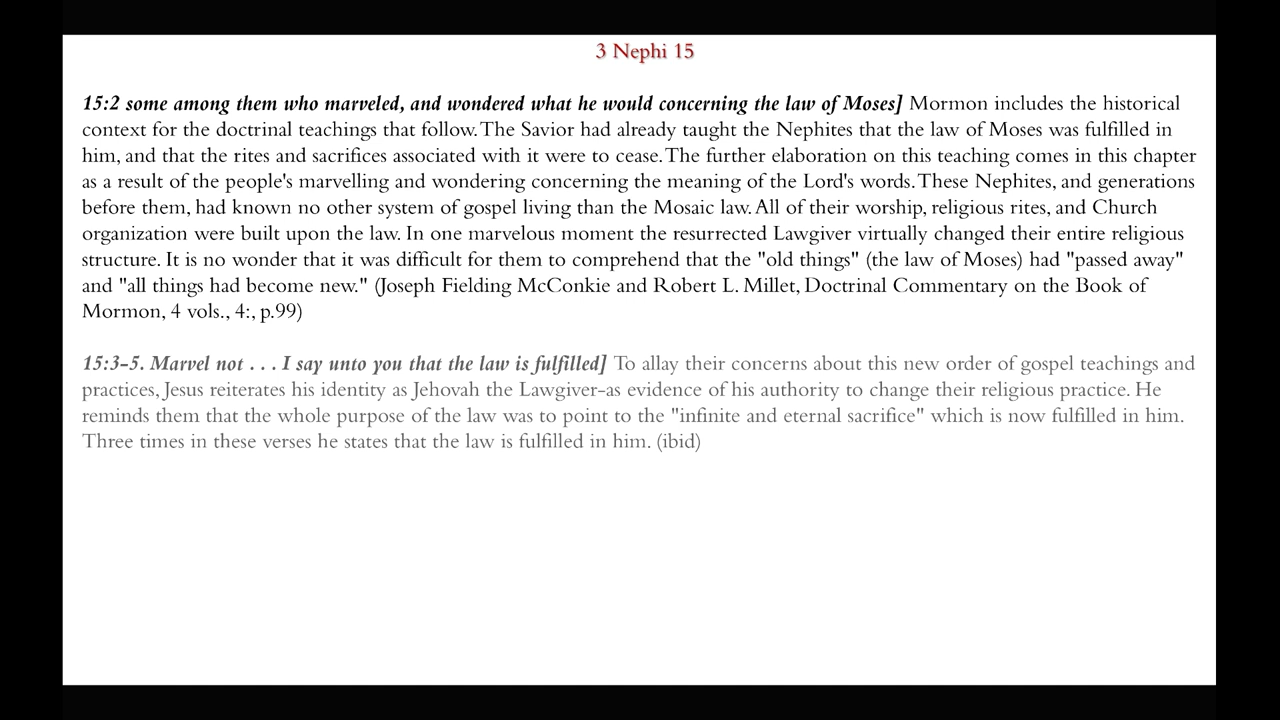 3 Nephi 15
15:2 some among them who marveled, and wondered what he would concerning the law of Moses] Mormon includes the historical
context for the doctrinal teachings that follow. The Savior had already taught the Nephites that the law of Moses was fulfilled in
him, and that the rites and sacrifices associated with it were to cease. The further elaboration on this teaching comes in this chapter
as a result of the people's marvelling and wondering concerning the meaning of the Lord's words. These Nephites, and generations
before them, had known no other system of gospel living than the Mosaic law. All of their worship, religious rites, and Church
organization were built upon the law. In one marvelous moment the resurrected Lawgiver virtually changed their entire religious
structure. It is no wonder that it was difficult for them to comprehend that the "old things" (the law of Moses) had "passed away"
and "all things had become new." (Joseph Fielding McConkie and Robert L. Millet, Doctrinal Commentary on the Book of
Mormon, 4 vols., 4:, p.99)
15:3-5. Marvel not . . . I say unto you that the law is fulfilled] To allay their concerns about this new order of gospel teachings and
practices, Jesus reiterates his identity as Jehovah the Lawgiver-as evidence of his authority to change their religious practice. He
reminds them that the whole purpose of the law was to point to the "infinite and eternal sacrifice" which is now fulfilled in him.
Three times in these verses he states that the law is fulfilled in him. (ibid)